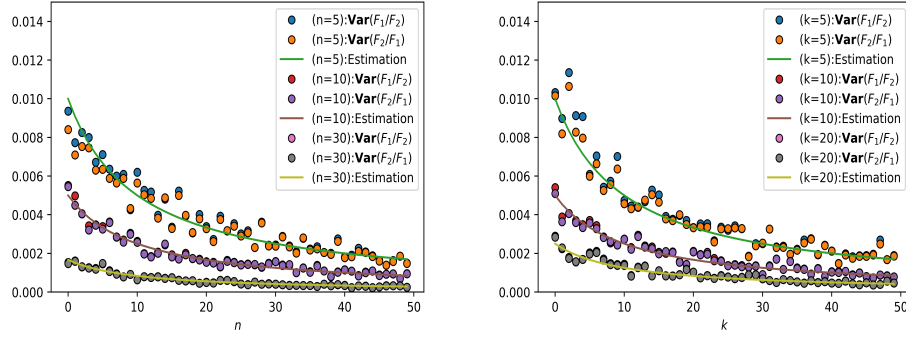 0.014
0.012
0.010
0.008
0.006
0.004
0.002
0.000
0
10
20
30
40
50
n
(n=5):Var(F1/F2)
(n=5):Var(F2/F1)
(n=5):Estimation
(n=10):Var(F1/F2)
(n=10):Var(F2/F1)
(n=10):Estimation
(n=30):Var(F1/F2)
(n=30):Var(F2/F1)
(n=30):Estimation
0.014
0.012
0.010
0.008
0.006
0.004
0.002
0.000
0
10
20
30
40
50
k
(k=5):Var(F1/F2)
(k=5):Var(F2/F1)
(k=5):Estimation
(k=10):Var(F1/F2)
(k=10):Var(F2/F1)
(k=10):Estimation
(k=20):Var(F1/F2)
(k=20):Var(F2/F1)
(k=20):Estimation